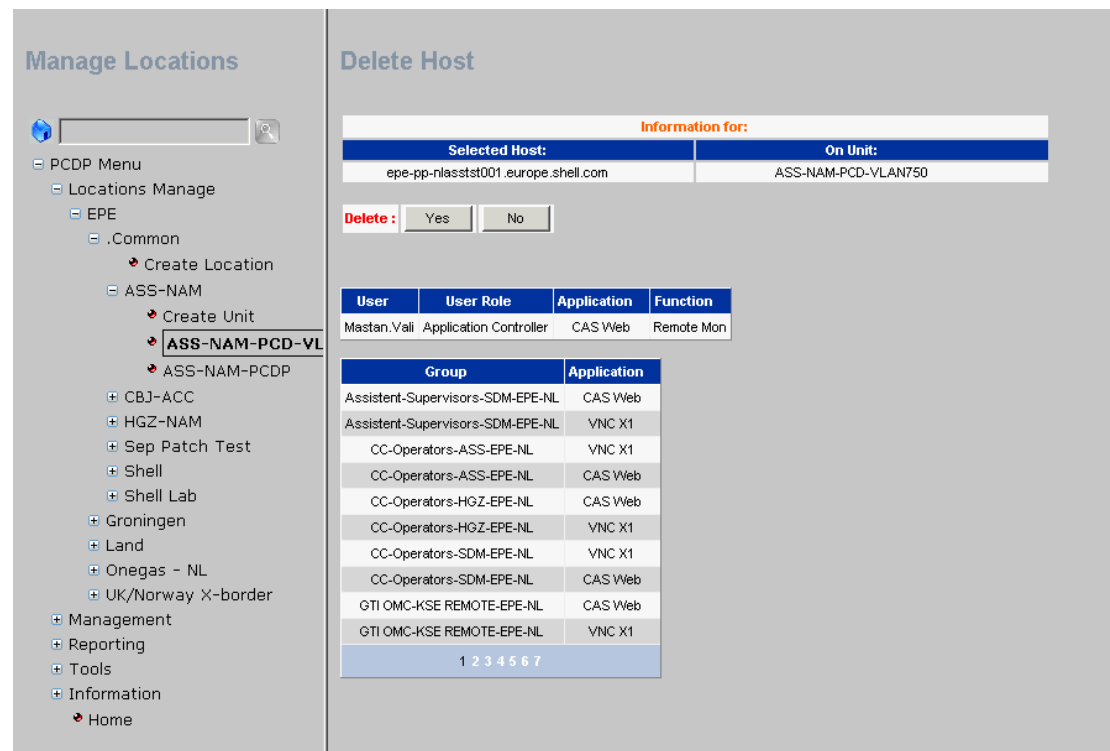 Manage Locations
PCDP Menu
Locations Manage
EPE
.Common
Create Location
ASS-NAM
Create Unit
ASS-NAM-PCD-VL
ASS-NAM-PCDP
CBJ-ACC
HGZ-NAM
Sep Patch Test
Shell
Shell Lab
Groningen
Land
Onegas - NL
UK/Norway X-border
Management
Reporting
Tools
Information
Home
Delete Host
Information for:
Selected Host: On Unit:
epe-pp-nlasstst001.europe.shell.com ASS-NAM-PCD-VLAN750
Delete : Yes No
User User Role Application Function
Mastan.Vali Application Controller CAS Web Remote Mon
Group Application
Assistent-Supervisors-SDM-EPE-NL CAS Web
Assistent-Supervisors-SDM-EPE-NL VNC X1
CC-Operators-ASS-EPE-NL VNC X1
CC-Operators-ASS-EPE-NL CAS Web
CC-Operators-HGZ-EPE-NL CAS Web
CC-Operators-HGZ-EPE-NL VNC X1
CC-Operators-SDM-EPE-NL VNC X1
CC-Operators-SDM-EPE-NL CAS Web
GTI OMC-KSE REMOTE-EPE-NL CAS Web
GTI OMC-KSE REMOTE-EPE-NL VNC X1
1 2 3 4 5 6 7